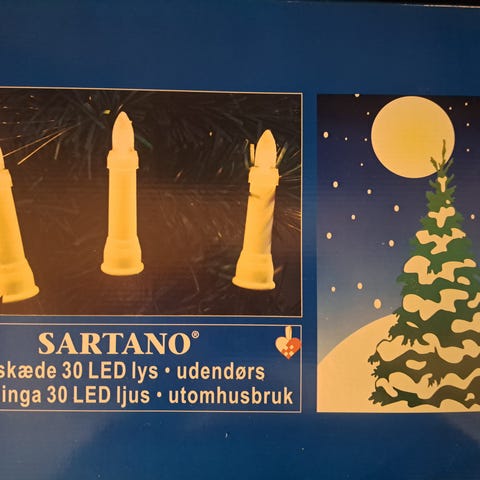 SARTANO®
skæde 30 LED lys • udendørs
inga 30 LED ljus • utomhusbruk